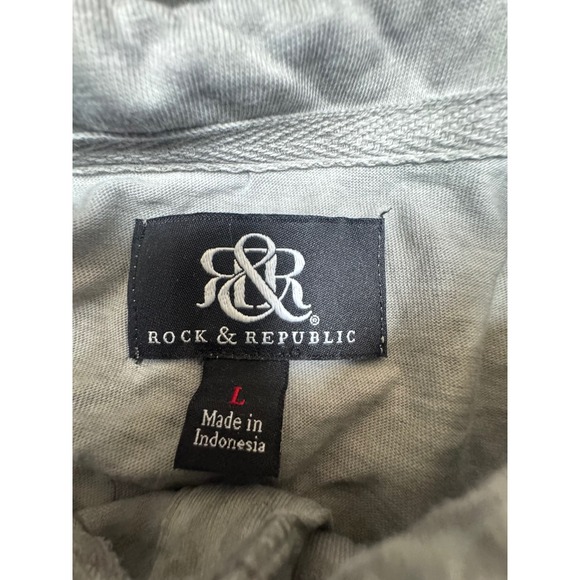 R&R®
ROCK & REPUBLIC
L
Made in
Indonesia